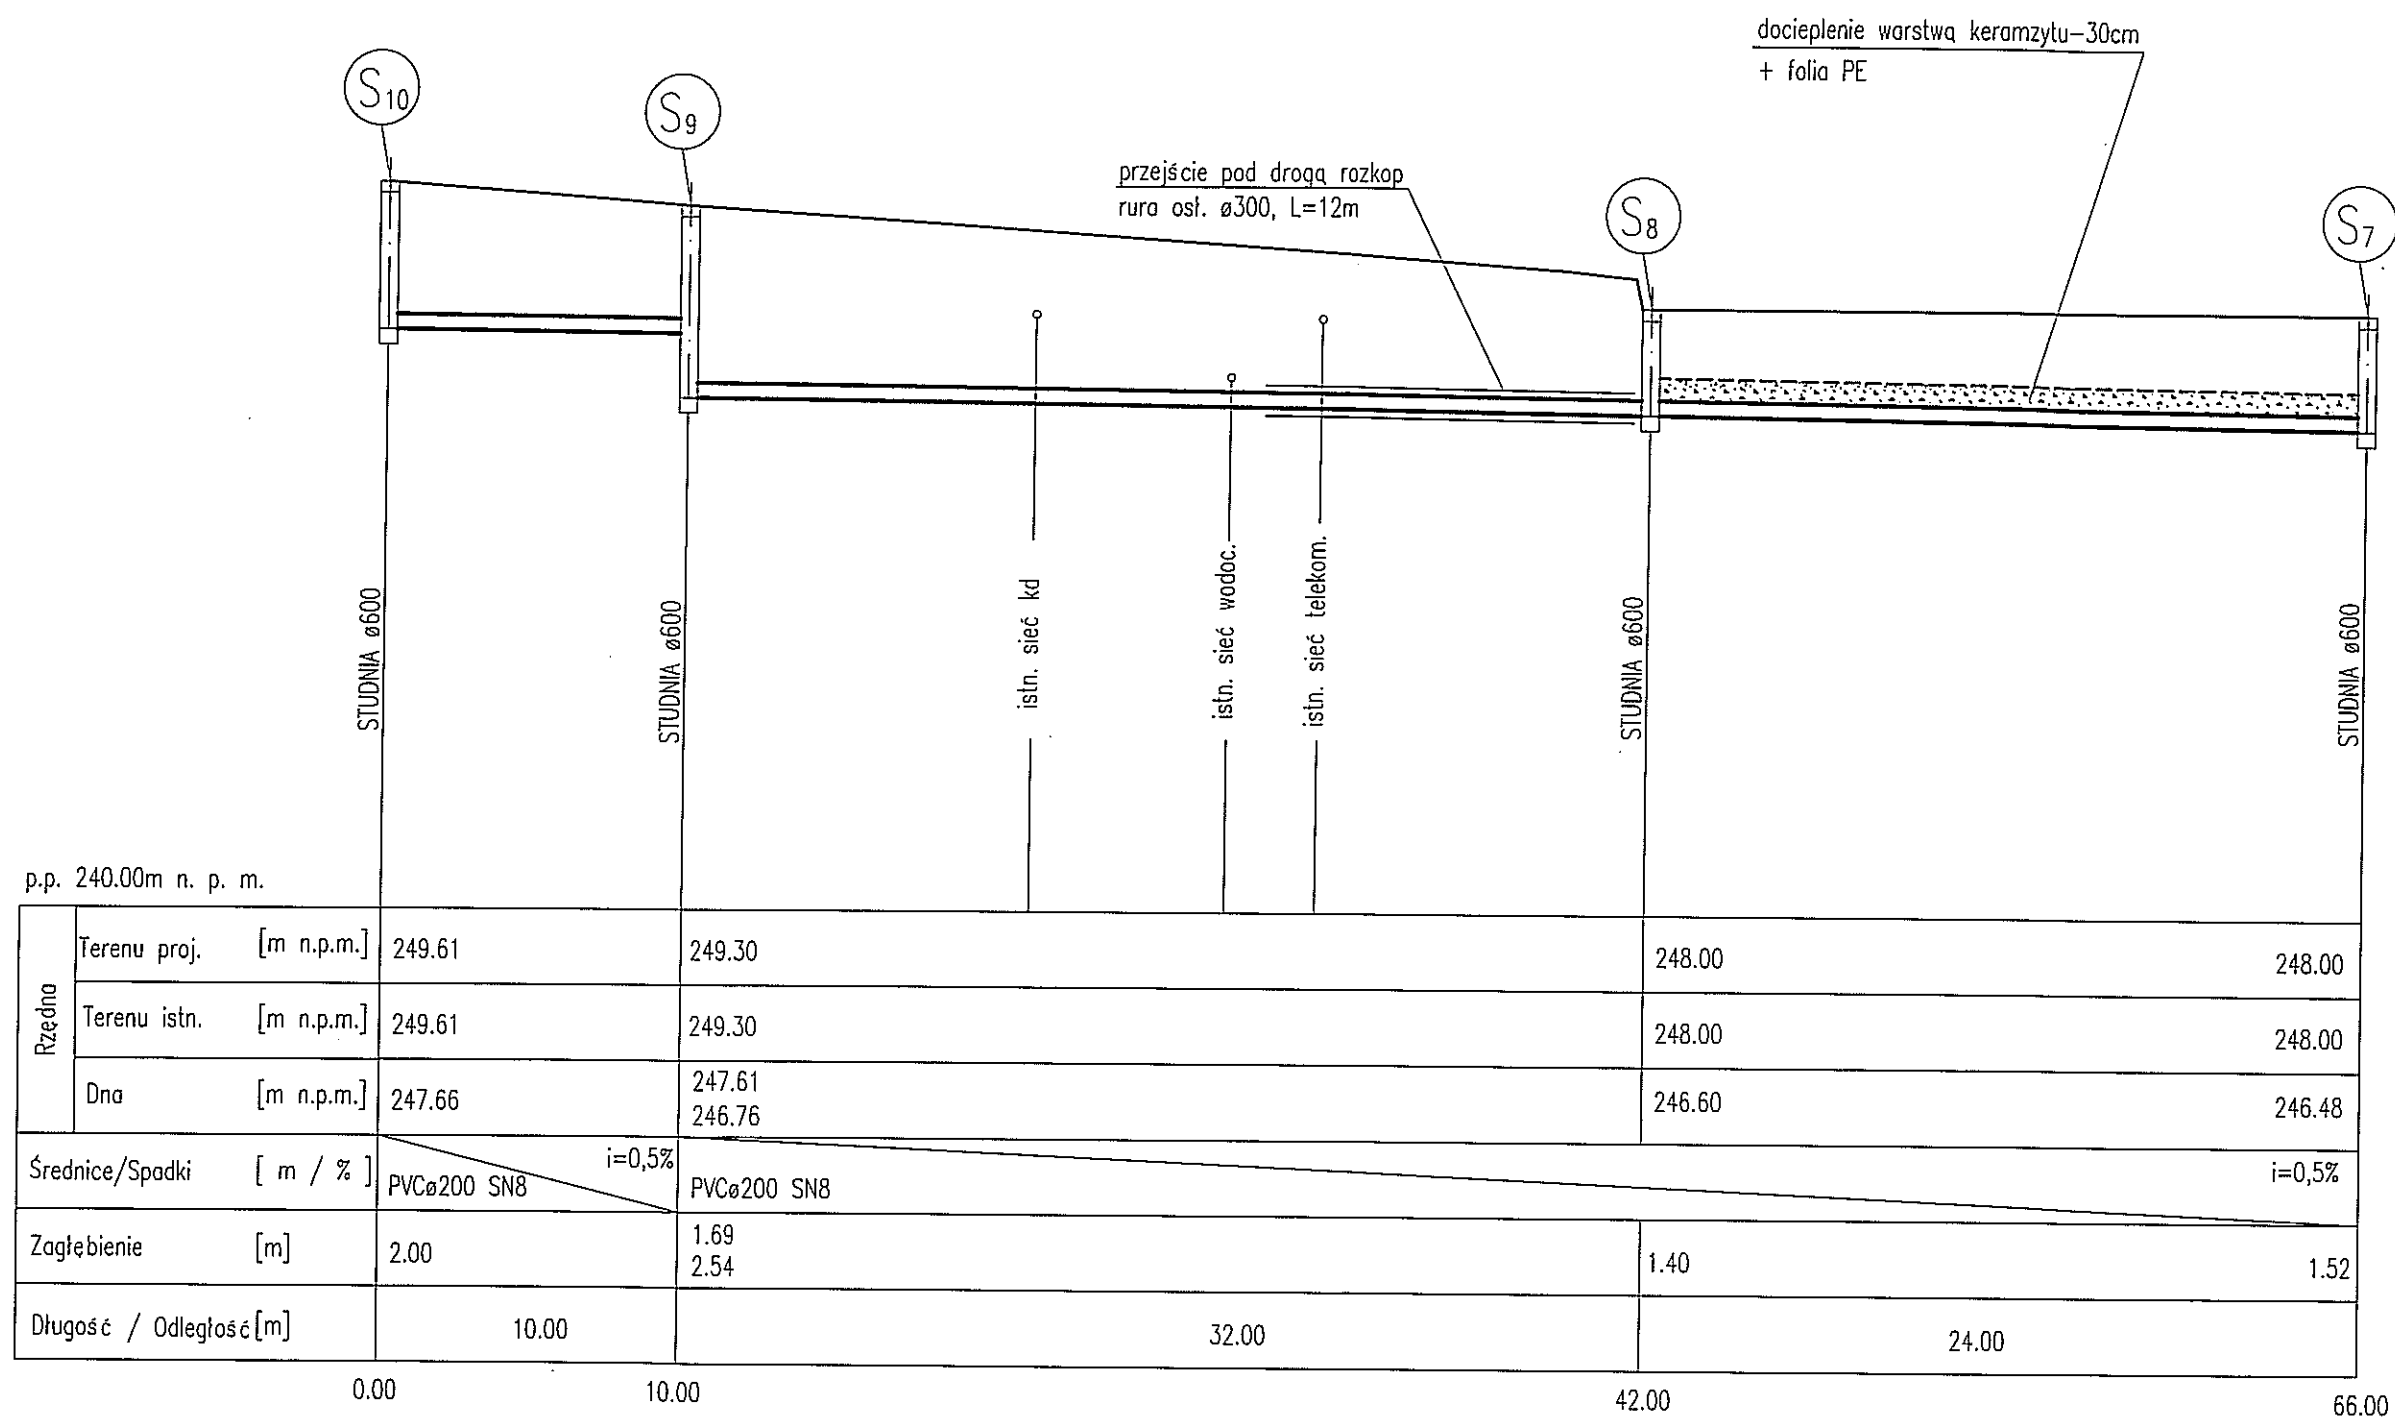 docieplenie warstwą keramzytu-30cm
+ folia PE
S10
S9
przejście pod drogą rozkop
rura osł. ø300, L=12m
S8
S7
STUDNIA ø600
STUDNIA ø600
istn. sieć kd
istn. sieć wodoc.
istn. sieć telekom.
STUDNIA ø600
STUDNIA ø600
p.p. 240.00m n. p. m.
Rzędna
Terenu proj. [m n.p.m.] 249.61 249.30 248.00 248.00
Terenu istn. [m n.p.m.] 249.61 249.30 248.00 248.00
Dna [m n.p.m.] 247.66 247.61 246.60 246.48
246.76
Średnice/Spadki [ m / % ] PVCø200 SN8 i=0,5% PVCø200 SN8 i=0,5%
Zagłębienie [m] 2.00 1.69 1.40 1.52
2.54
Długość / Odległość [m] 10.00 32.00 24.00
0.00 10.00 42.00 66.00